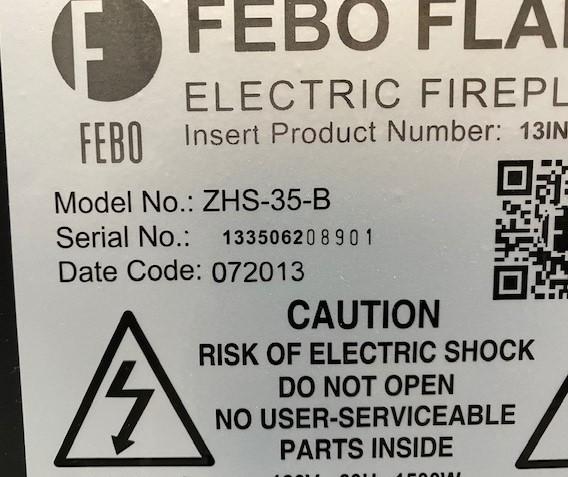 F
FEBO FLA
FEBO
ELECTRIC FIREPL
Insert Product Number: 13IN
Model No.: ZHS-35-B
Serial No.: 133506208901
Date Code: 072013
CAUTION
RISK OF ELECTRIC SHOCK
DO NOT OPEN
NO USER-SERVICEABLE
PARTS INSIDE